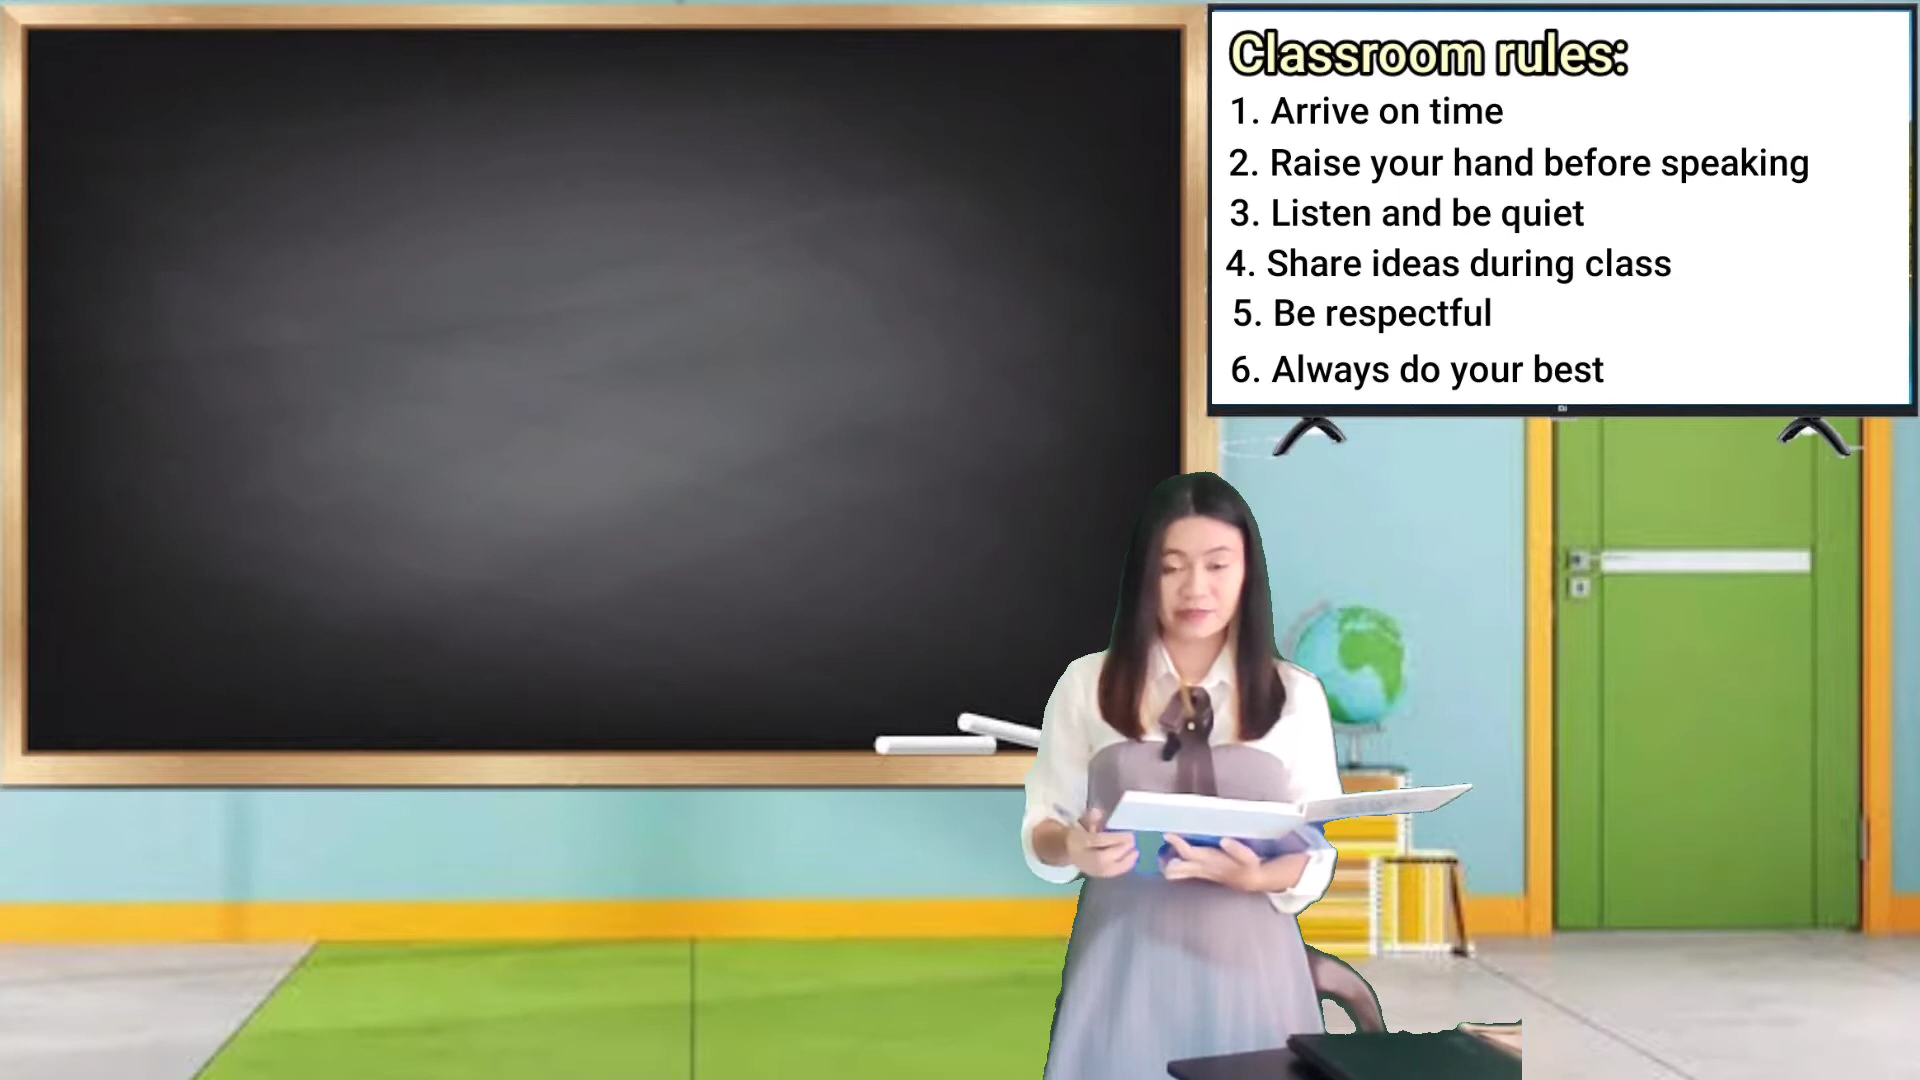 Classroom rules:
1. Arrive on time
2. Raise your hand before speaking
3. Listen and be quiet
4. Share ideas during class
5. Be respectful
6. Always do your best